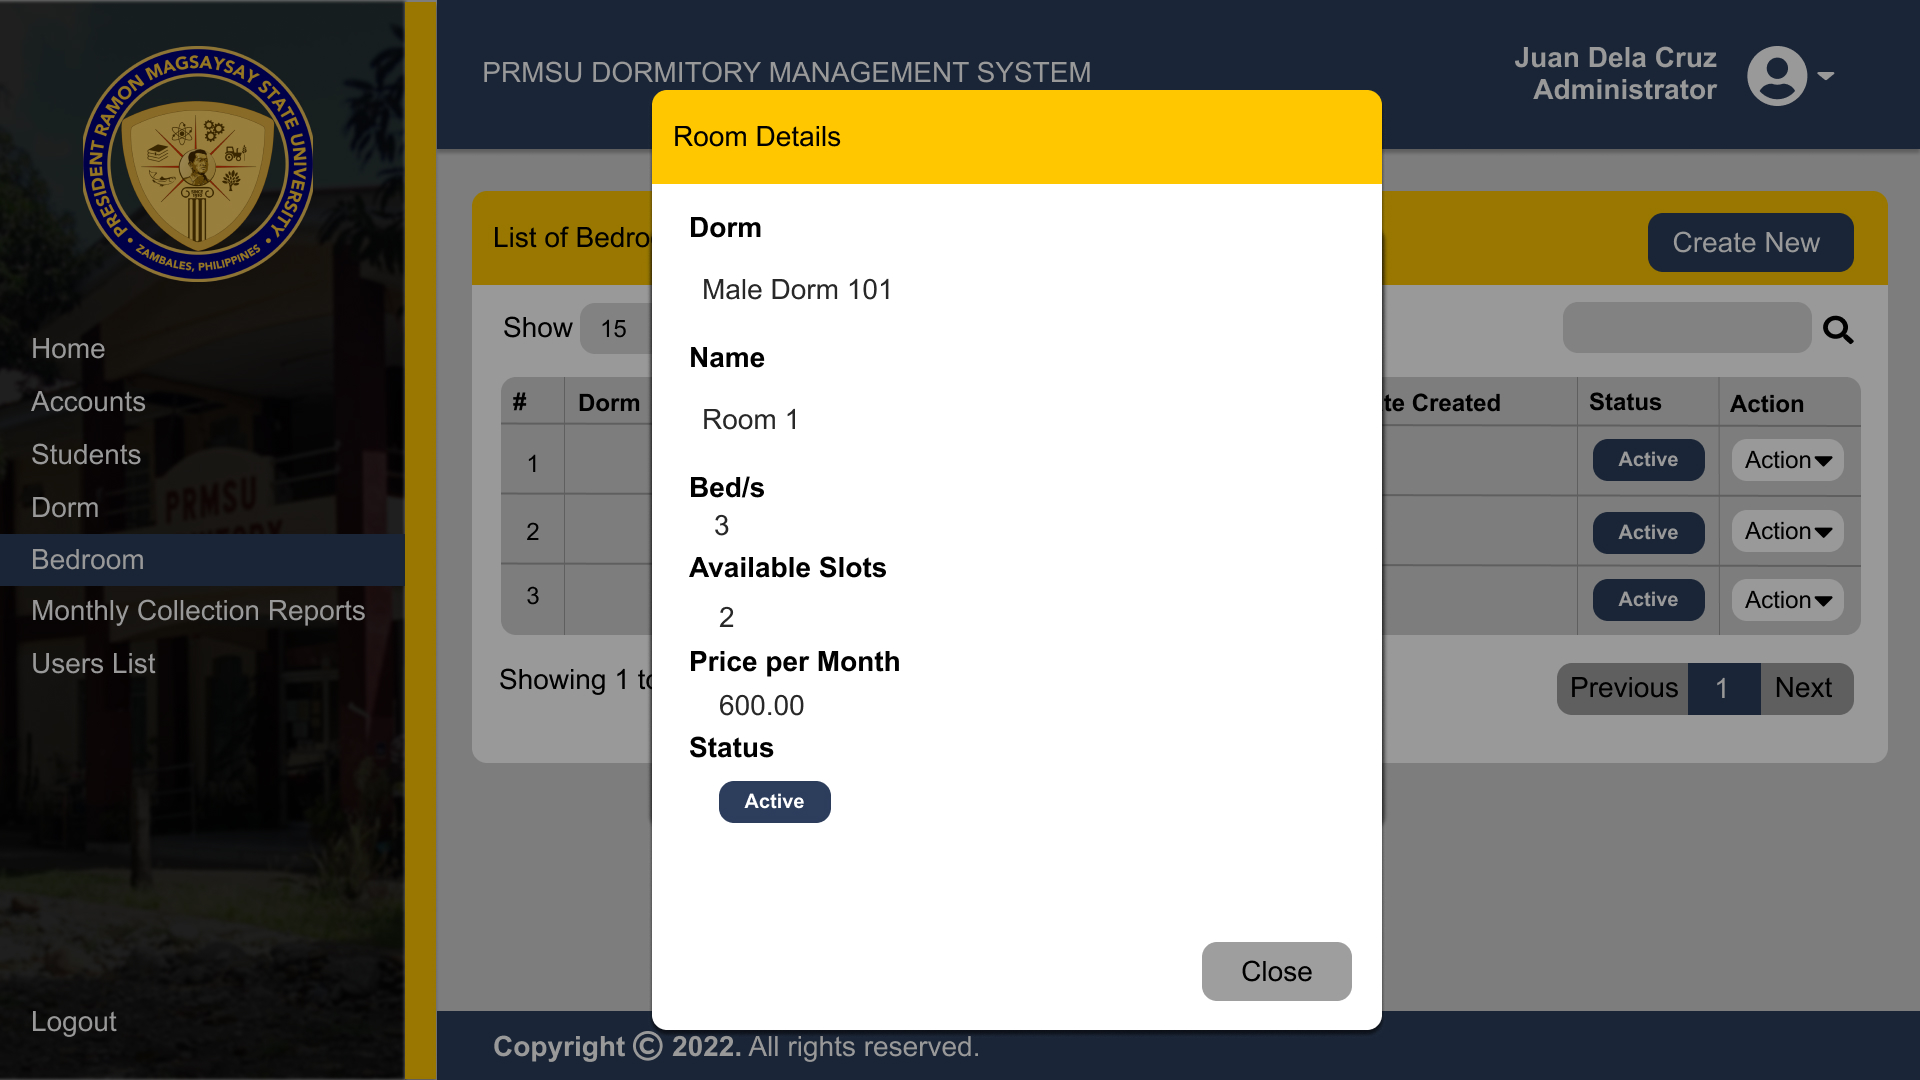 PRESIDENT RAMON MAGSAYSAY STATE UNIVERSITY
ZAMBALES, PHILIPPINES
Home
Accounts
Students
Dorm
Bedroom
Monthly Collection Reports
Users List
Logout
PRMSU
PRMSU DORMITORY MANAGEMENT SYSTEM
Juan Dela Cruz
Administrator
List of Bedro
Create New
Show 15
# Dorm te Created Status Action
1 Active Action
2 Active Action
3 Active Action
Showing 1 to
Previous 1 Next
Room Details
Dorm
Male Dorm 101
Name
Room 1
Bed/s
3
Available Slots
2
Price per Month
600.00
Status
Active
Close
Copyright © 2022. All rights reserved.